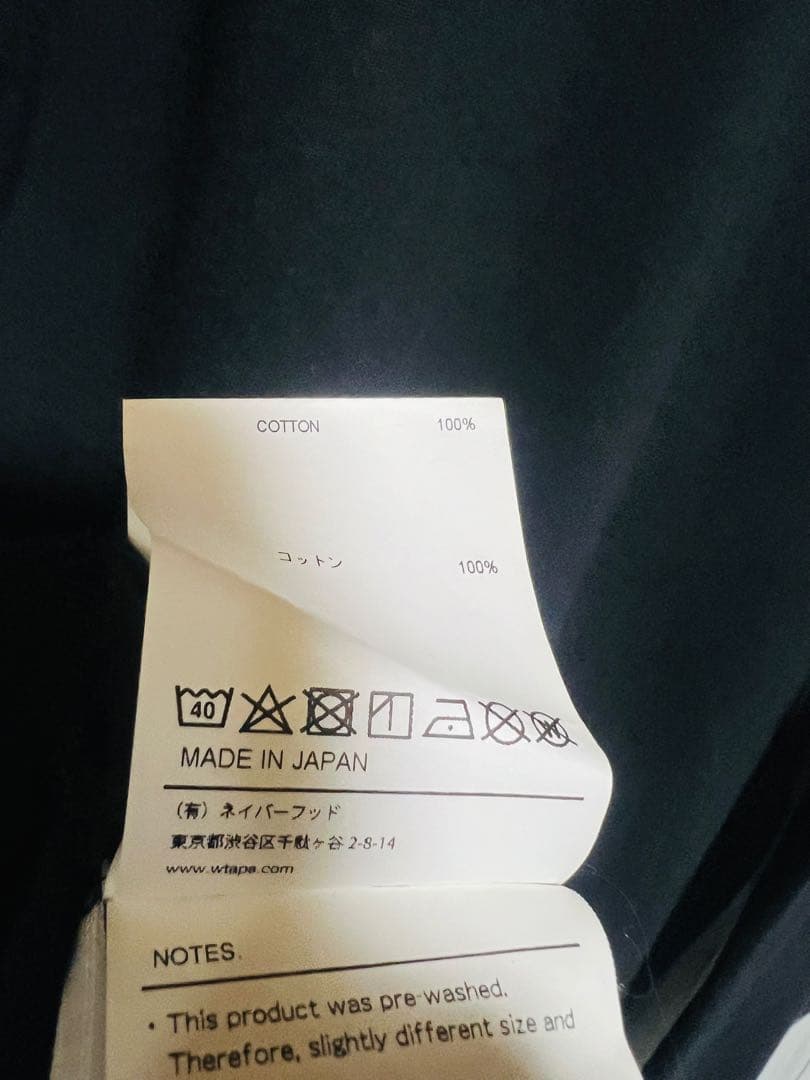 COTTON 100%
コットン 100%
40
W
MADE IN JAPAN
(有) ネイバーフッド
東京都渋谷区千駄ヶ谷 2-8-14
www.wtapa.com
NOTES.
• This product was pre-washed.
Therefore, slightly different size and